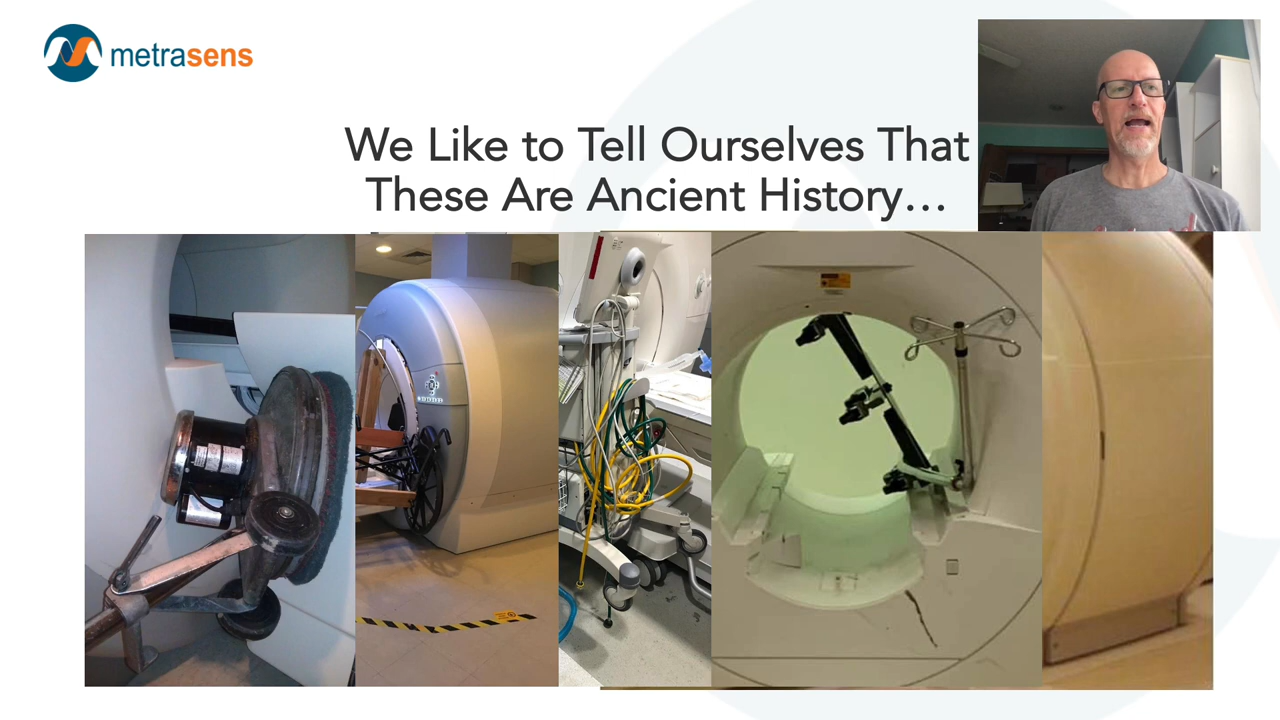 metrasens
We Like to Tell Ourselves That
These Are Ancient History…